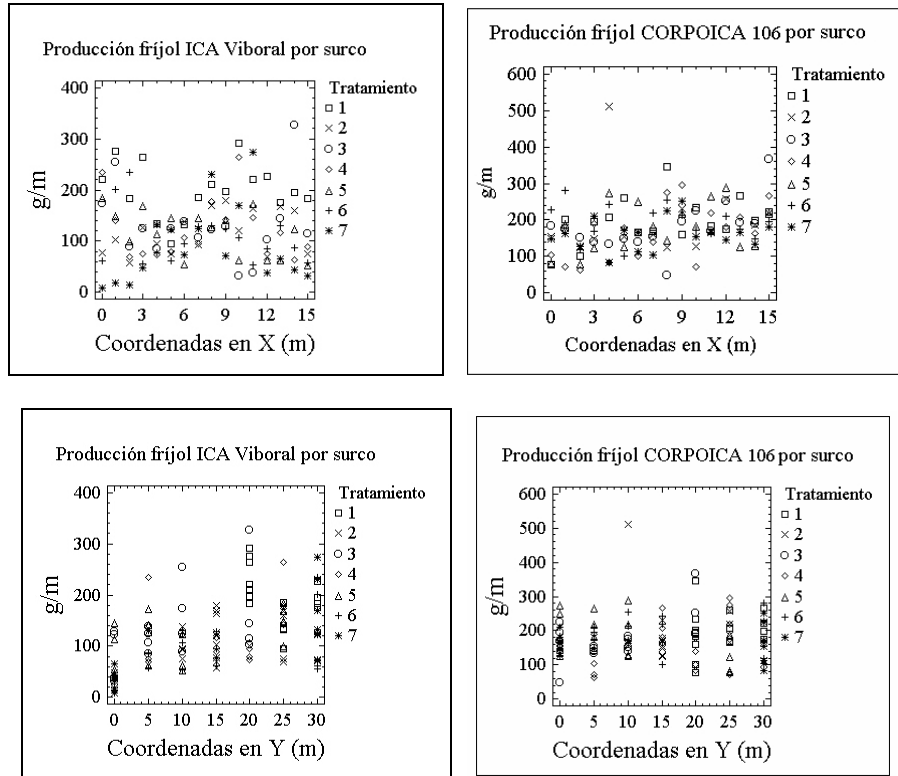 Producción fríjol ICA Viboral por surco
400
300
200
100
0
g/m
0 3 6 9 12 15
Coordenadas en X (m)
Tratamiento
1
2
3
4
5
6
7
Producción fríjol CORPOICA 106 por surco
600
500
400
300
200
100
0
g/m
0 3 6 9 12 15
Coordenadas en X (m)
Tratamiento
1
2
3
4
5
6
7
Producción fríjol ICA Viboral por surco
400
300
200
100
0
g/m
0 5 10 15 20 25 30
Coordenadas en Y (m)
Tratamiento
1
2
3
4
5
6
7
Producción fríjol CORPOICA 106 por surco
600
500
400
300
200
100
0
g/m
0 5 10 15 20 25 30
Coordenadas en Y (m)
Tratamiento
1
2
3
4
5
6
7